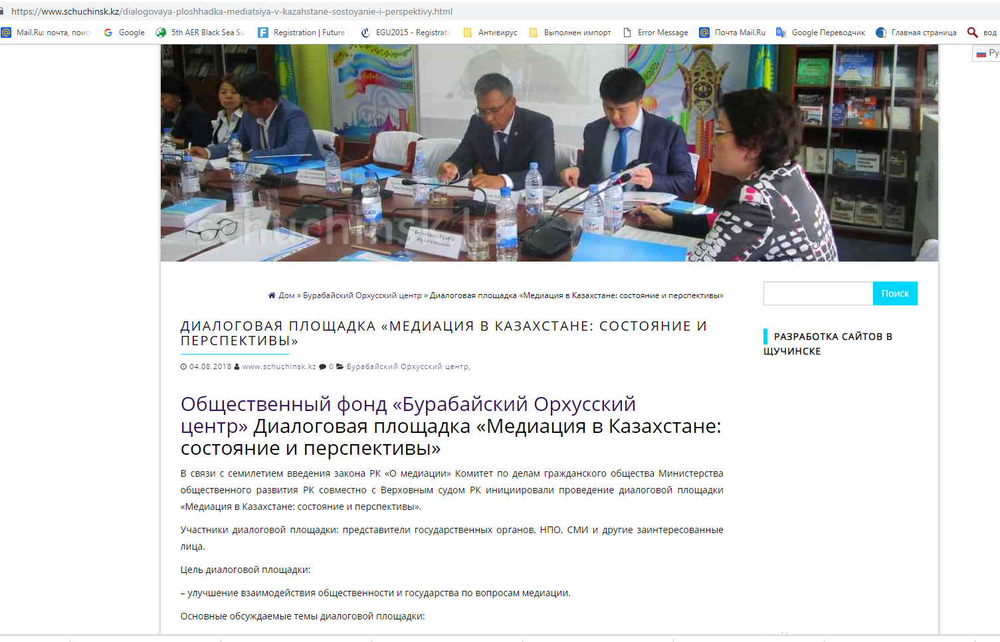 https://www.schuchinsk.kz/dialogovaya-ploshhadka-mediatsiya-v-kazahstane-sostoyanie-i-perspektivy.html
Mail.Ru: почта, поис Google 5th AER Black Sea Su Registration | Future EGU2015 - Registrati Антивирус Выполнен импорт Error Message Почта Mail.Ru Google Переводчик Главная страница вод
Ру
schuchinsk.kz
Дом » Бурабайский Орхусский центр » Диалоговая площадка «Медиация в Казахстане: состояние и перспективы»
Поиск
ДИАЛОГОВАЯ ПЛОЩАДКА «МЕДИАЦИЯ В КАЗАХСТАНЕ: СОСТОЯНИЕ И
ПЕРСПЕКТИВЫ»
РАЗРАБОТКА САЙТОВ В
ЩУЧИНСКЕ
04.08.2018 www.schuchinsk.kz 0 Бурабайский Орхусский центр,
Общественный фонд «Бурабайский Орхусский
центр» Диалоговая площадка «Медиация в Казахстане:
состояние и перспективы»
В связи с семилетием введения закона РК «О медиации» Комитет по делам гражданского общества Министерства
общественного развития РК совместно с Верховным судом РК инициировали проведение диалоговой площадки
«Медиация в Казахстане: состояние и перспективы».
Участники диалоговой площадки: представители государственных органов, НПО, СМИ и другие заинтересованные
лица.
Цель диалоговой площадки:
– улучшение взаимодействия общественности и государства по вопросам медиации.
Основные обсуждаемые темы диалоговой площадки: